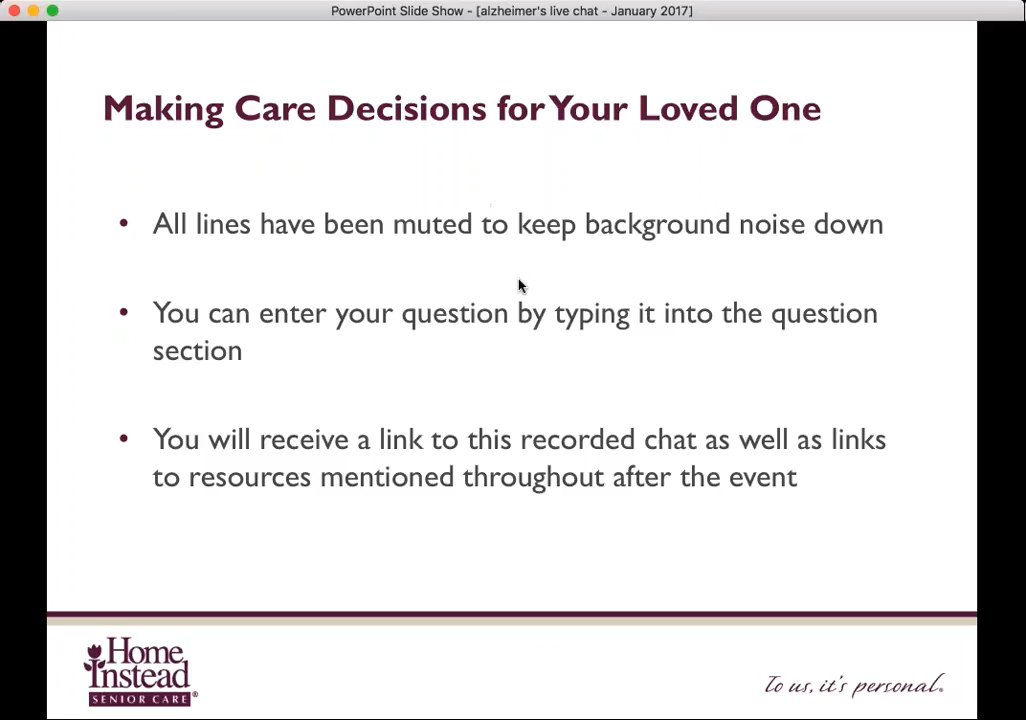 PowerPoint Slide Show - [alzheimer's live chat - January 2017]
Making Care Decisions for Your Loved One
• All lines have been muted to keep background noise down
• You can enter your question by typing it into the question
section
• You will receive a link to this recorded chat as well as links
to resources mentioned throughout after the event
Home
Instead
SENIOR CARE®
To us, it's personal.